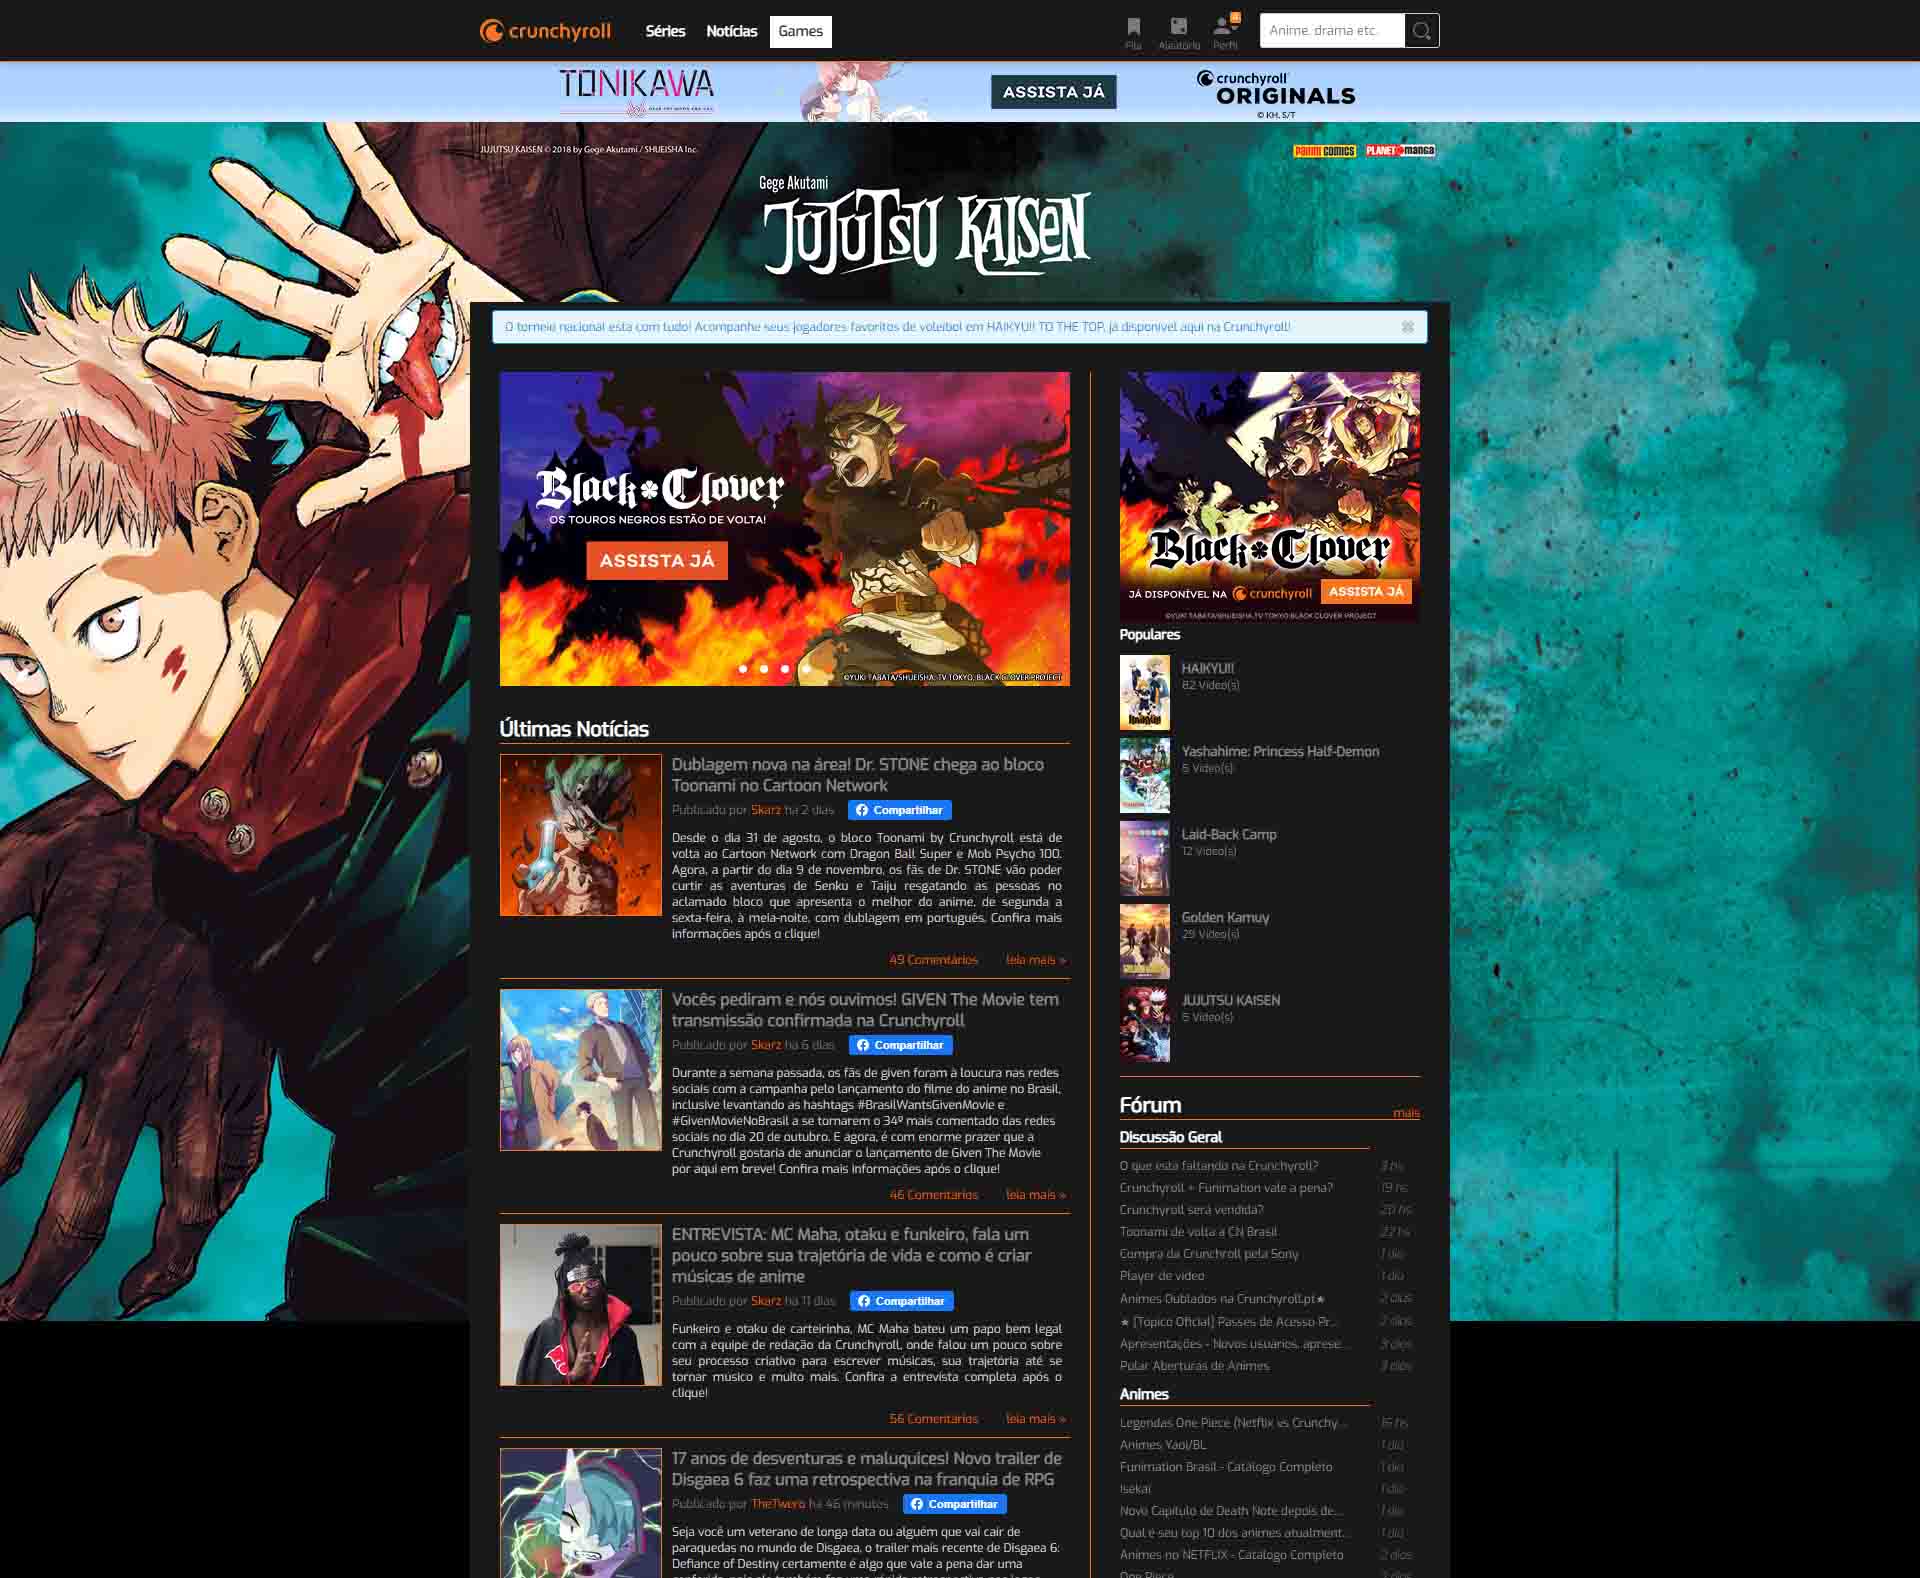 crunchyroll
Séries
Notícias
Games
Fila
Aleatório
Perfil
Anime, drama etc.
TONIKAWA
ASSISTA JÁ
crunchyroll
ORIGINALS
© KH, S/T
JUJUTSU KAISEN © 2018 by Gege Akutami / SHUEISHA Inc.
PANINI COMICS
PLANET manga
Gege Akutami
JUJUTSU KAISEN
O torneio nacional está com tudo! Acompanhe seus jogadores favoritos de voleibol em HAIKYU!! TO THE TOP, já disponível aqui na Crunchyroll!
Black Clover
OS TOUROS NEGROS ESTÃO DE VOLTA!
ASSISTA JÁ
©YUKI TABATA/SHUEISHA, TV TOKYO, BLACK CLOVER PROJECT
Últimas Notícias
Dublagem nova na área! Dr. STONE chega ao bloco
Toonami no Cartoon Network
Publicado por Skarz há 2 dias
Compartilhar
Desde o dia 31 de agosto, o bloco Toonami by Crunchyroll está de
volta ao Cartoon Network com Dragon Ball Super e Mob Psycho 100.
Agora, a partir do dia 9 de novembro, os fãs de Dr. STONE vão poder
curtir as aventuras de Senku e Taiju resgatando as pessoas no
aclamado bloco que apresenta o melhor do anime, de segunda a
sexta-feira, à meia-noite, com dublagem em português. Confira mais
informações após o clique!
49 Comentários
leia mais »
Vocês pediram e nós ouvimos! GIVEN The Movie tem
transmissão confirmada na Crunchyroll
Publicado por Skarz há 6 dias
Compartilhar
Durante a semana passada, os fãs de given foram à loucura nas redes
sociais com a campanha pelo lançamento do filme do anime no Brasil,
inclusive levantando as hashtags #BrasilWantsGivenMovie e
#GivenMovieNoBrasil a se tornarem o 34º mais comentado das redes
sociais no dia 20 de outubro. E agora, é com enorme prazer que a
Crunchyroll gostaria de anunciar o lançamento de Given The Movie
por aqui em breve! Confira mais informações após o clique!
46 Comentários
leia mais »
ENTREVISTA: MC Maha, otaku e funkeiro, fala um
pouco sobre sua trajetória de vida e como é criar
músicas de anime
Publicado por Skarz há 11 dias
Compartilhar
Funkeiro e otaku de carteirinha, MC Maha bateu um papo bem legal
com a equipe de redação da Crunchyroll, onde falou um pouco sobre
seu processo criativo para escrever músicas, sua trajetória até se
tornar músico e muito mais. Confira a entrevista completa após o
clique!
56 Comentários
leia mais »
17 anos de desventuras e maluquices! Novo trailer de
Disgaea 6 faz uma retrospectiva na franquia de RPG
Publicado por TheTwero há 46 minutos
Compartilhar
Seja você um veterano de longa data ou alguém que vai cair de
paraquedas no mundo de Disgaea, o trailer mais recente de Disgaea 6:
Defiance of Destiny certamente é algo que vale a pena dar uma
Black Clover
JÁ DISPONÍVEL NA crunchyroll
ASSISTA JÁ
©YUKI TABATA/SHUEISHA,TV TOKYO,BLACK CLOVER PROJECT
Populares
HAIKYU!!
82 Vídeo(s)
Yashahime: Princess Half-Demon
5 Vídeo(s)
Laid-Back Camp
12 Vídeo(s)
Golden Kamuy
29 Vídeo(s)
JUJUTSU KAISEN
5 Vídeo(s)
Fórum
mais
Discussão Geral
O que está faltando na Crunchyroll? 3 hs
Crunchyroll + Funimation vale a pena? 19 hs
Crunchyroll será vendida? 20 hs
Toonami de volta a CN Brasil 22 hs
Compra da Crunchroll pela Sony 1 dia
Player de video 1 dia
Animes Dublados na Crunchyroll.pt★ 2 dias
★ [Tópico Oficial] Passes de Acesso Pr... 2 dias
Apresentações - Novos usuários, aprese... 3 dias
Pular Aberturas de Animes 3 dias
Animes
Legendas One Piece (Netflix vs Crunchy... 16 hs
Animes Yaoi/BL 1 dia
Funimation Brasil - Catálogo Completo 1 dia
Isekai 1 dia
Novo Capítulo de Death Note depois de... 1 dia
Qual é seu top 10 dos animes atualment... 1 dia
Animes no NETFLIX - Catálogo Completo 2 dias
One Piece